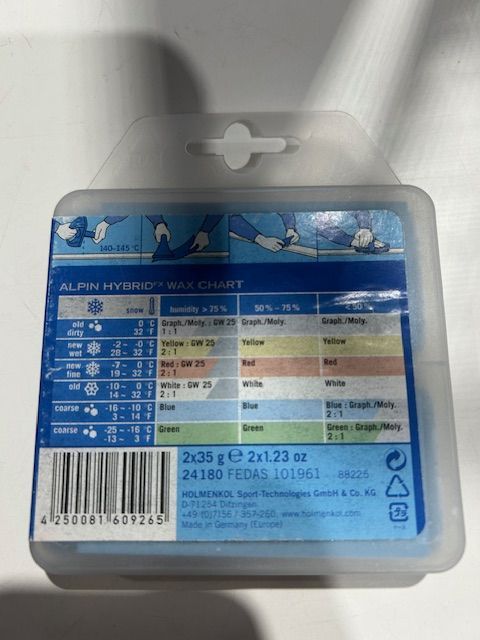 140-145 °C
ALPIN HYBRID FX WAX CHART
snow humidity > 75 % 50 % - 75 %
old dirty 0 °C 32 °F Graph./Moly. : GW 25 1 : 1 Graph./Moly. Graph./Moly.
new wet -2 ~ -0 °C 28 ~ 32 °F Yellow : GW 25 2 : 1 Yellow Yellow
new fine -7 ~ 0 °C 19 ~ 32 °F Red : GW 25 2 : 1 Red Red
old -10 ~ 0 °C 14 ~ 32 °F White : GW 25 2 : 1 White White
coarse -16 ~ -10 °C 3 ~ 14 °F Blue Blue Blue : Graph./Moly. 2 : 1
coarse -25 ~ -16 °C -13 ~ 3 °F Green Green Green : Graph./Moly. 2 : 1
2x35 g e 2x1.23 oz
24180 FEDAS 101961 88225
HOLMENKOL Sport-Technologies GmbH & Co. KG
D-71254 Ditzingen
+49 (0)7156 / 357-260, www.holmenkol.com
Made in Germany (Europe)
4 250081 609265